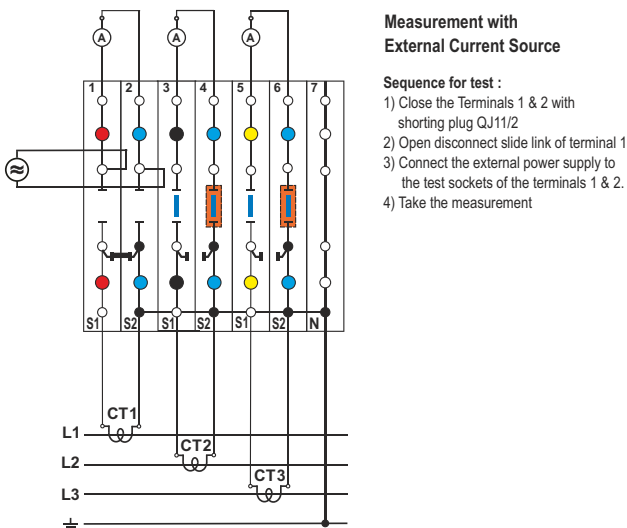 Measurement with
External Current Source
Sequence for test :
1) Close the Terminals 1 & 2 with
shorting plug QJ11/2
2) Open disconnect slide link of terminal 1
3) Connect the external power supply to
the test sockets of the terminals 1 & 2.
4) Take the measurement
A A A
1 2 3 4 5 6 7
S1 S2 S1 S2 S1 S2 N
CT1
L1
CT2
L2
CT3
L3